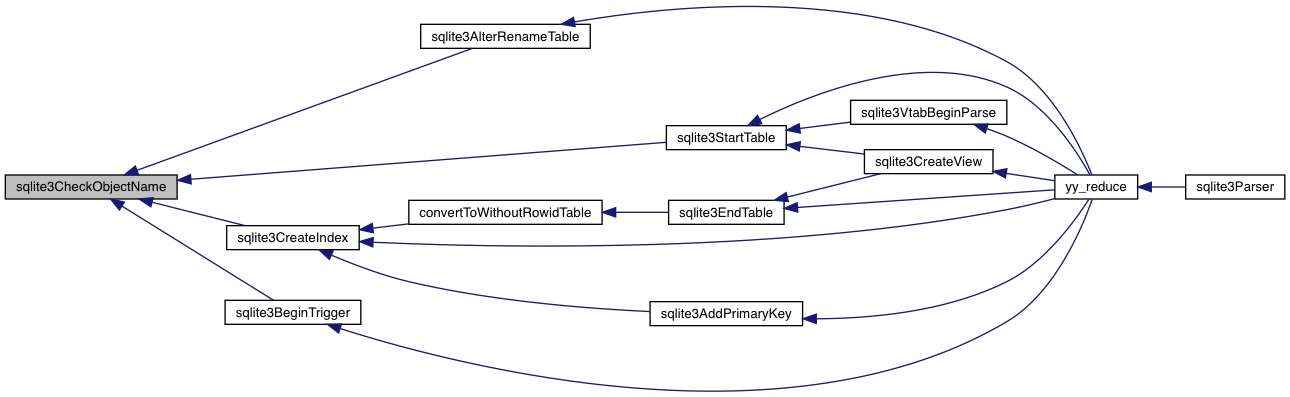 sqlite3AlterRenameTable
sqlite3VtabBeginParse
sqlite3StartTable
sqlite3CreateView
sqlite3CheckObjectName
yy_reduce
sqlite3Parser
convertToWithoutRowidTable
sqlite3EndTable
sqlite3CreateIndex
sqlite3BeginTrigger
sqlite3AddPrimaryKey